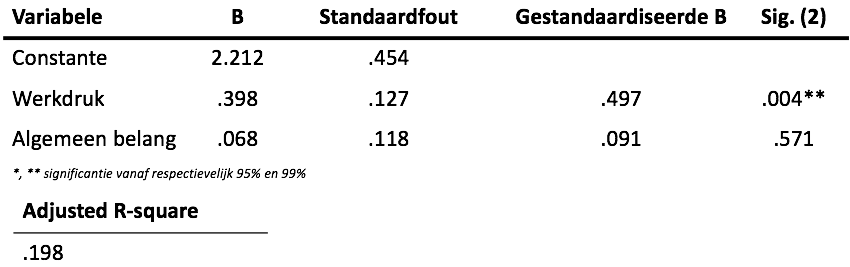 Variabele B Standaardfout Gestandaardiseerde B Sig. (2)
Constante 2.212 .454
Werkdruk .398 .127 .497 .004**
Algemeen belang .068 .118 .091 .571
*, ** significantie vanaf respectievelijk 95% en 99%
Adjusted R-square
.198